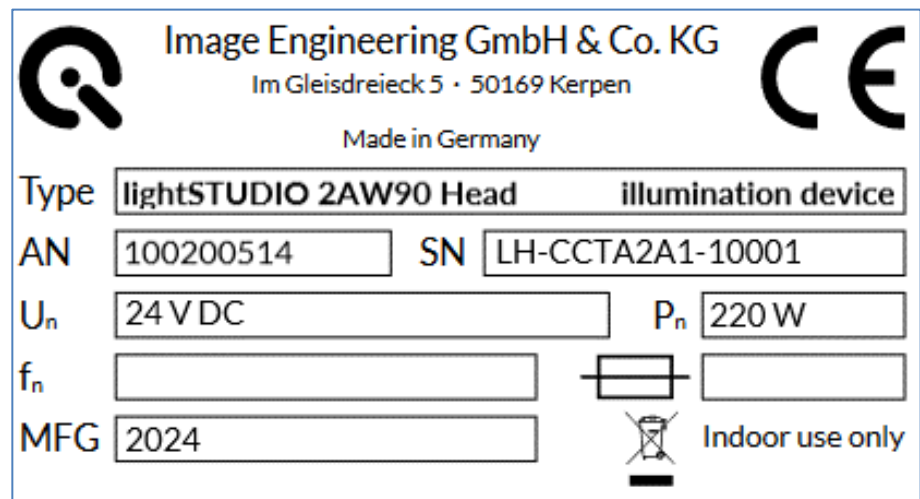 Image Engineering GmbH & Co. KG
Im Gleisdreieck 5 · 50169 Kerpen
Made in Germany
CE
Type lightSTUDIO 2AW90 Head illumination device
AN 100200514 SN LH-CCTA2A1-10001
Uₙ 24 V DC Pₙ 220 W
fₙ
MFG 2024 Indoor use only